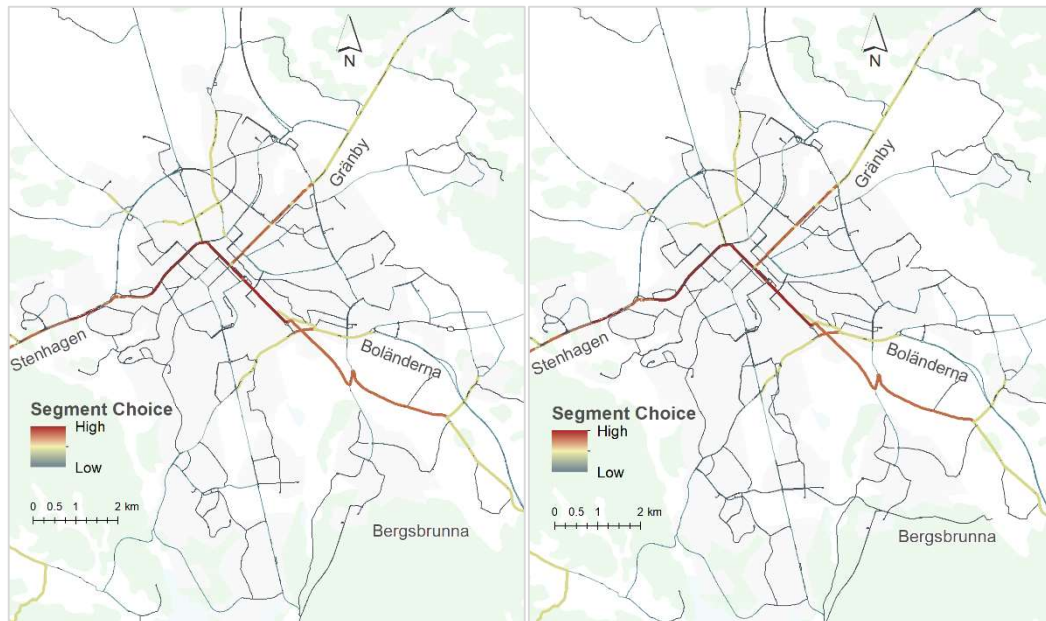 N
Gränby
Stenhagen
Boländerna
Segment Choice
High
Low
0 0.5 1 2 km
Bergsbrunna
N
Gränby
Stenhagen
Boländerna
Segment Choice
High
Low
0 0.5 1 2 km
Bergsbrunna